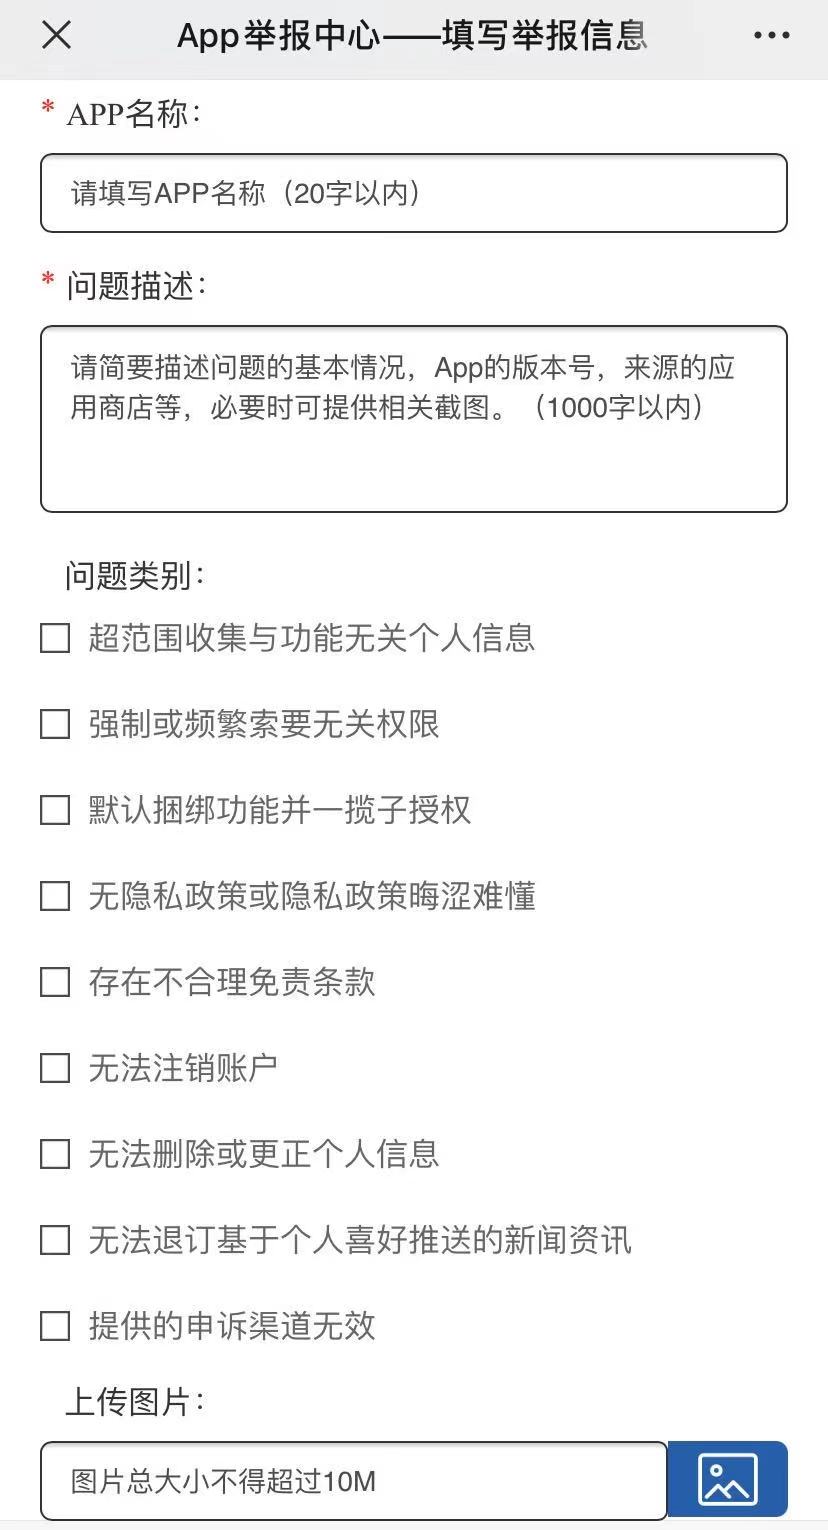 App举报中心——填写举报信息
* APP名称：
请填写APP名称（20字以内）
* 问题描述：
请简要描述问题的基本情况，App的版本号，来源的应
用商店等，必要时可提供相关截图。（1000字以内）
问题类别：
超范围收集与功能无关个人信息
强制或频繁索要无关权限
默认捆绑功能并一揽子授权
无隐私政策或隐私政策晦涩难懂
存在不合理免责条款
无法注销账户
无法删除或更正个人信息
无法退订基于个人喜好推送的新闻资讯
提供的申诉渠道无效
上传图片：
图片总大小不得超过10M